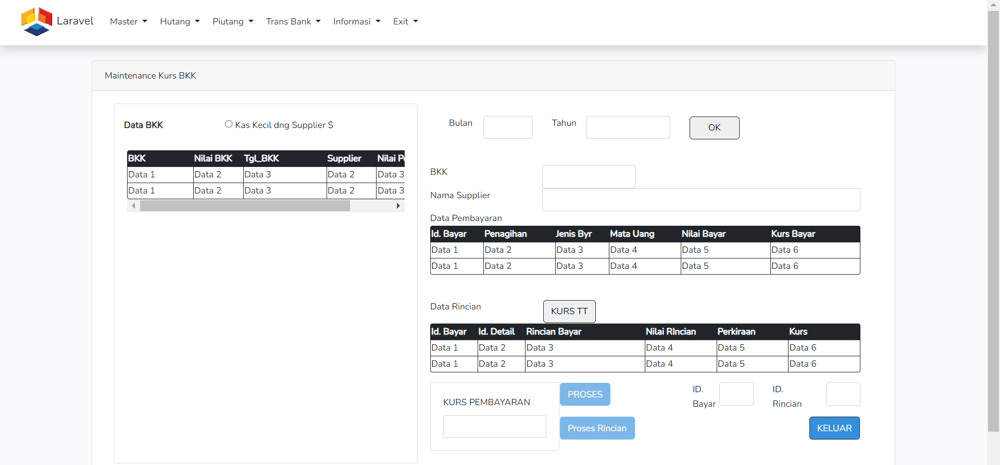 Laravel Master Hutang Piutang Trans Bank Informasi Exit
Maintenance Kurs BKK
Data BKK Kas Kecil dng Supplier $
BKK Nilai BKK Tgl_BKK Supplier Nilai
Data 1 Data 2 Data 3 Data 2 Data 3
Data 1 Data 2 Data 3 Data 2 Data 3
Bulan Tahun OK
BKK
Nama Supplier
Data Pembayaran
Id. Bayar Penagihan Jenis Byr Mata Uang Nilai Bayar Kurs Bayar
Data 1 Data 2 Data 3 Data 4 Data 5 Data 6
Data 1 Data 2 Data 3 Data 4 Data 5 Data 6
Data Rincian KURS TT
Id. Bayar Id. Detail Rincian Bayar Nilai RIncian Perkiraan Kurs
Data 1 Data 2 Data 3 Data 4 Data 5 Data 6
Data 1 Data 2 Data 3 Data 4 Data 5 Data 6
KURS PEMBAYARAN
PROSES
Proses Rincian
ID.
Bayar
ID.
Rincian
KELUAR